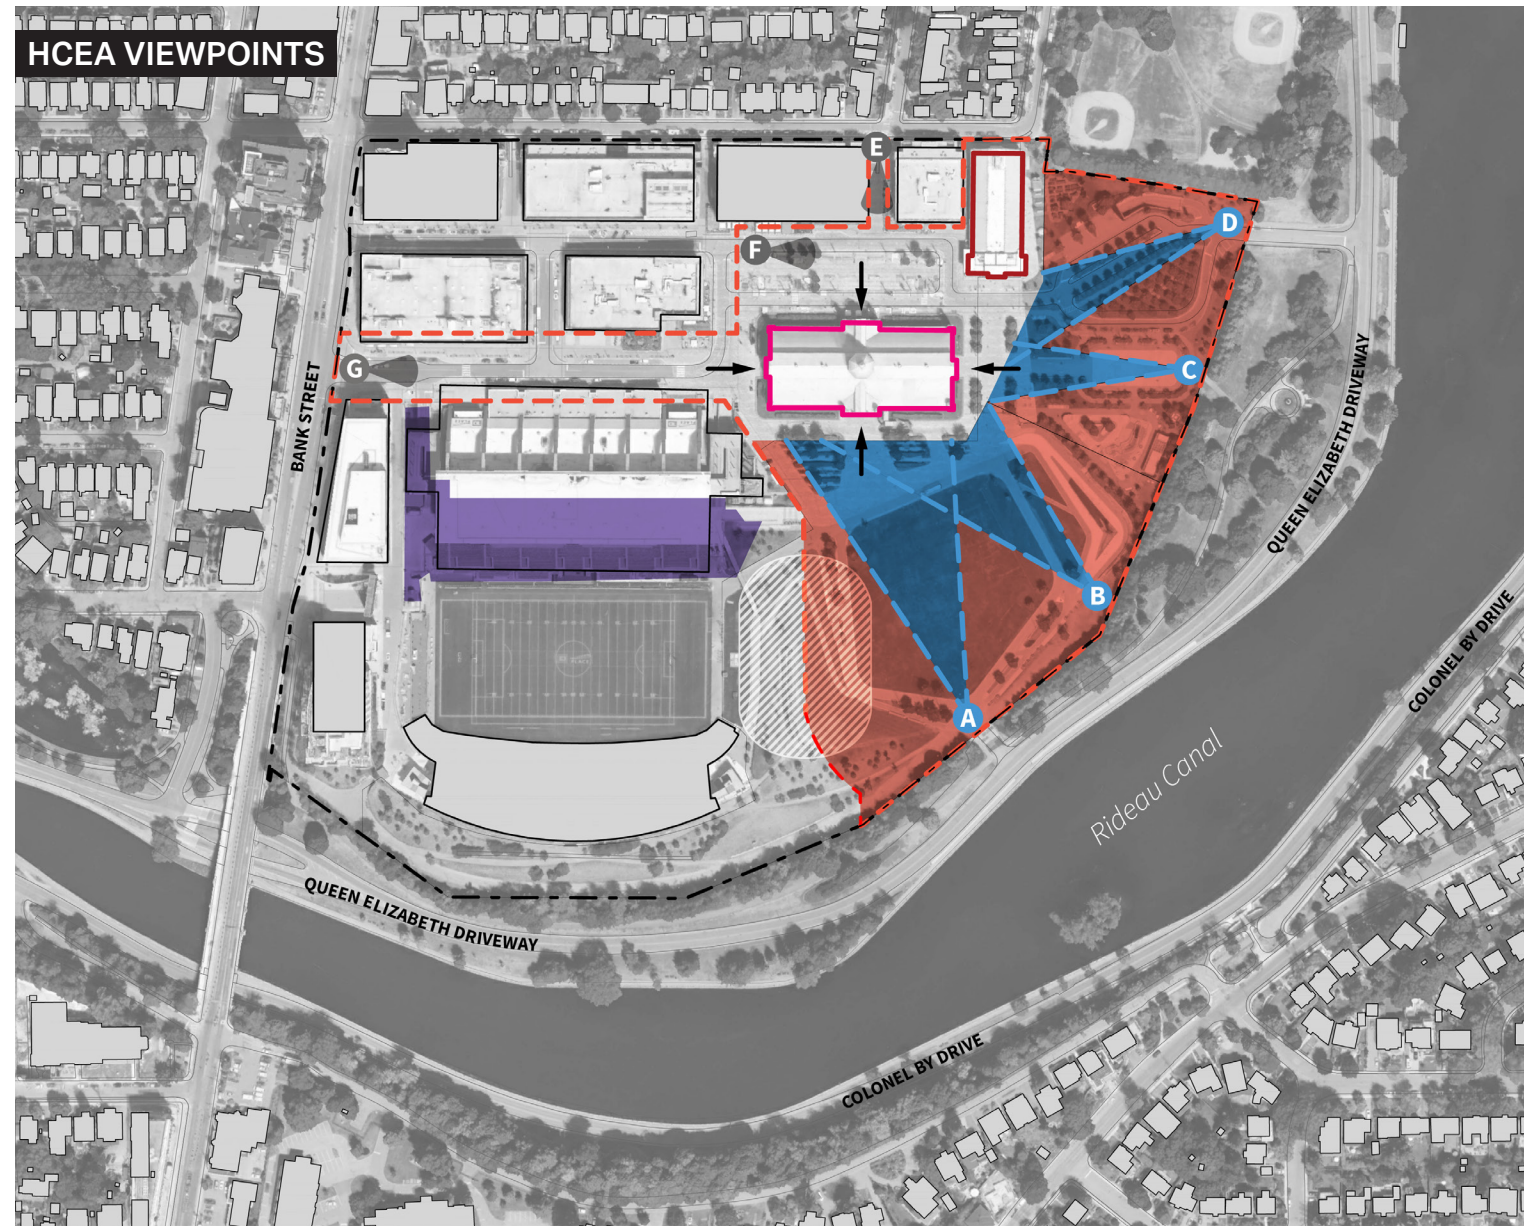 HCEA VIEWPOINTS
E
D
F
G
C
BANK STREET
QUEEN ELIZABETH DRIVEWAY
B
A
COLONEL BY DRIVE
Rideau Canal
QUEEN ELIZABETH DRIVEWAY
COLONEL BY DRIVE